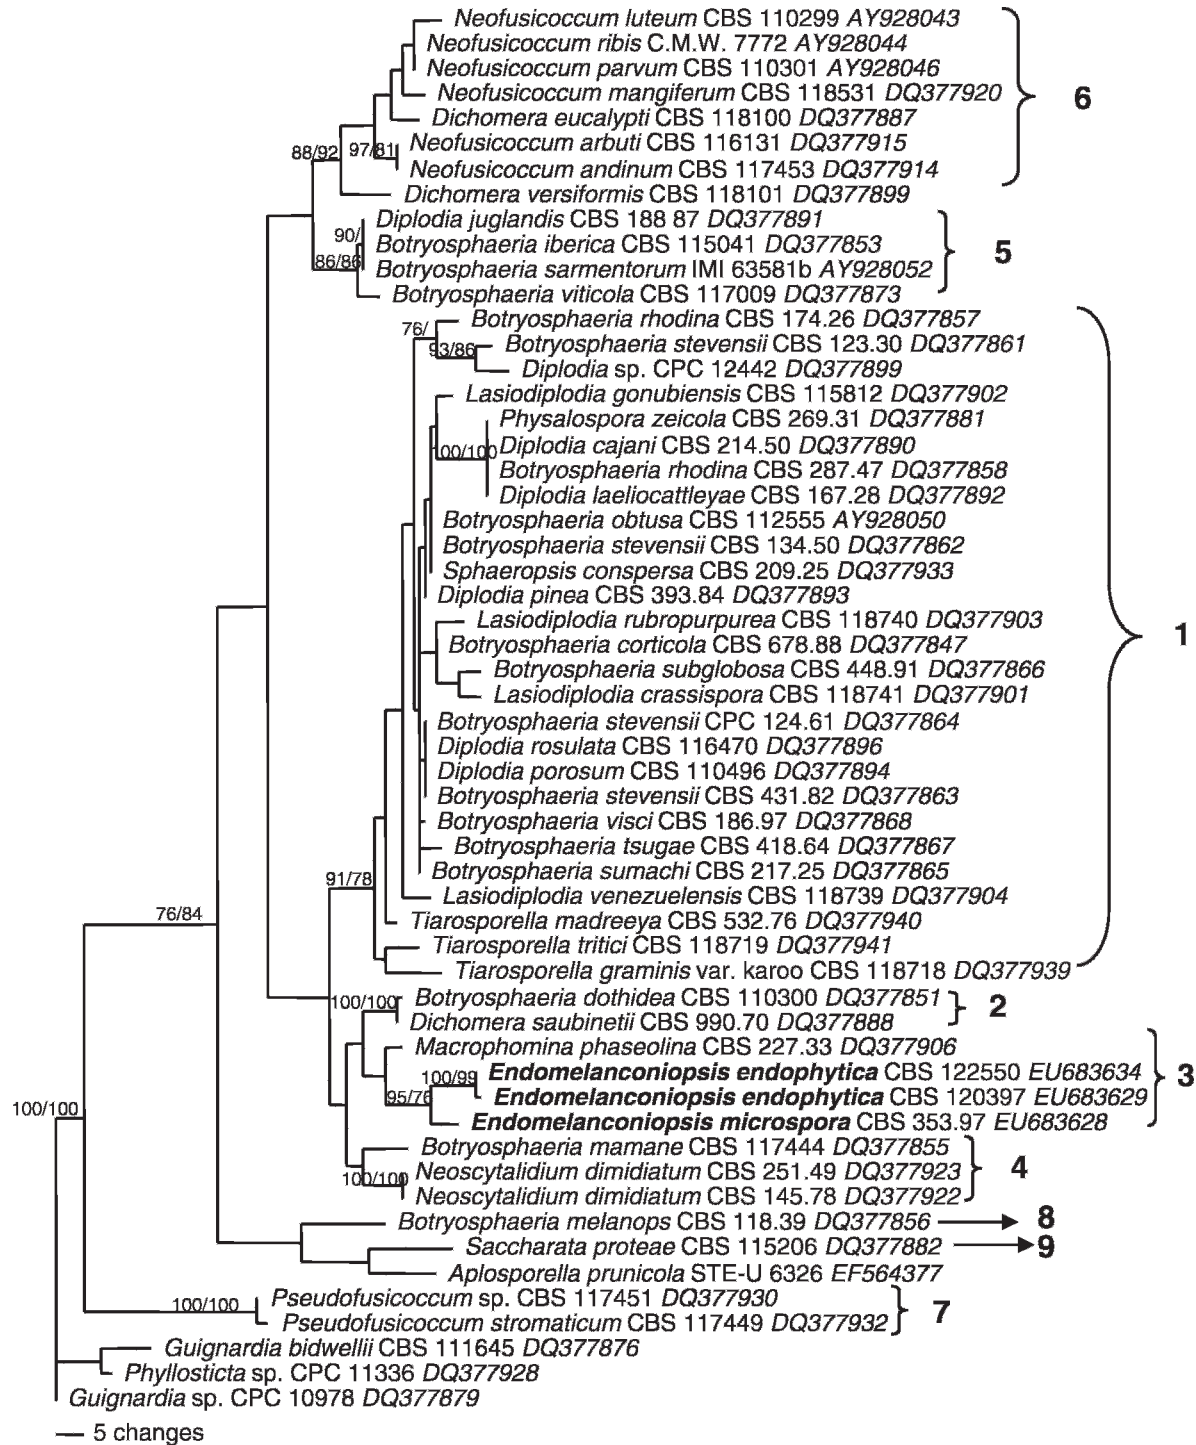 Neofusicoccum luteum CBS 110299 AY928043
Neofusicoccum ribis C.M.W. 7772 AY928044
Neofusicoccum parvum CBS 110301 AY928046
Neofusicoccum mangiferum CBS 118531 DQ377920
6
Dichomera eucalypti CBS 118100 DQ377887
Neofusicoccum arbuti CBS 116131 DQ377915
88/92 97/81
Neofusicoccum andinum CBS 117453 DQ377914
Dichomera versiformis CBS 118101 DQ377899
Diplodia juglandis CBS 188 87 DQ377891
90/
Botryosphaeria iberica CBS 115041 DQ377853
5
86/86
Botryosphaeria sarmentorum IMI 63581b AY928052
Botryosphaeria viticola CBS 117009 DQ377873
Botryosphaeria rhodina CBS 174.26 DQ377857
76/
93/86
Botryosphaeria stevensii CBS 123.30 DQ377861
Diplodia sp. CPC 12442 DQ377899
Lasiodiplodia gonubiensis CBS 115812 DQ377902
Physalospora zeicola CBS 269.31 DQ377881
00/100
Diplodia cajani CBS 214.50 DQ377890
Botryosphaeria rhodina CBS 287.47 DQ377858
Diplodia laeliocattleyae CBS 167.28 DQ377892
Botryosphaeria obtusa CBS 112555 AY928050
Botryosphaeria stevensii CBS 134.50 DQ377862
Sphaeropsis conspersa CBS 209.25 DQ377933
Diplodia pinea CBS 393.84 DQ377893
Lasiodiplodia rubropurpurea CBS 118740 DQ377903
1
Botryosphaeria corticola CBS 678.88 DQ377847
Botryosphaeria subglobosa CBS 448.91 DQ377866
Lasiodiplodia crassispora CBS 118741 DQ377901
Botryosphaeria stevensii CPC 124.61 DQ377864
Diplodia rosulata CBS 116470 DQ377896
Diplodia porosum CBS 110496 DQ377894
Botryosphaeria stevensii CBS 431.82 DQ377863
Botryosphaeria visci CBS 186.97 DQ377868
Botryosphaeria tsugae CBS 418.64 DQ377867
Botryosphaeria sumachi CBS 217.25 DQ377865
91/78
Lasiodiplodia venezuelensis CBS 118739 DQ377904
76/84
Tiarosporella madreeya CBS 532.76 DQ377940
Tiarosporella tritici CBS 118719 DQ377941
Tiarosporella graminis var. karoo CBS 118718 DQ377939
100/100
Botryosphaeria dothidea CBS 110300 DQ377851
2
Dichomera saubinetii CBS 990.70 DQ377888
Macrophomina phaseolina CBS 227.33 DQ377906
100/99
Endomelanconiopsis endophytica CBS 122550 EU683634
3
95/76
Endomelanconiopsis endophytica CBS 120397 EU683629
100/100
Endomelanconiopsis microspora CBS 353.97 EU683628
Botryosphaeria mamane CBS 117444 DQ377855
100/100
Neoscytalidium dimidiatum CBS 251.49 DQ377923
4
Neoscytalidium dimidiatum CBS 145.78 DQ377922
Botryosphaeria melanops CBS 118.39 DQ377856
8
Saccharata proteae CBS 115206 DQ377882
9
Aplosporella prunicola STE-U 6326 EF564377
100/100
Pseudofusicoccum sp. CBS 117451 DQ377930
7
Pseudofusicoccum stromaticum CBS 117449 DQ377932
Guignardia bidwellii CBS 111645 DQ377876
Phyllosticta sp. CPC 11336 DQ377928
Guignardia sp. CPC 10978 DQ377879
5 changes